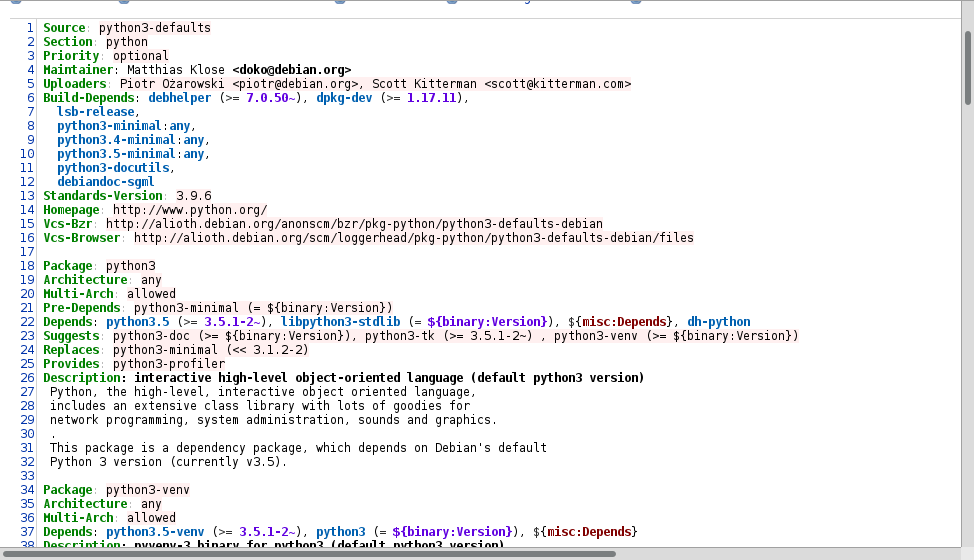 1 Source: python3-defaults
2 Section: python
3 Priority: optional
4 Maintainer: Matthias Klose <doko@debian.org>
5 Uploaders: Piotr Ożarowski <piotr@debian.org>, Scott Kitterman <scott@kitterman.com>
6 Build-Depends: debhelper (>= 7.0.50~), dpkg-dev (>= 1.17.11),
7   lsb-release,
8   python3-minimal:any,
9   python3.4-minimal:any,
10   python3.5-minimal:any,
11   python3-docutils,
12   debiandoc-sgml
13 Standards-Version: 3.9.6
14 Homepage: http://www.python.org/
15 Vcs-Bzr: http://alioth.debian.org/anonscm/bzr/pkg-python/python3-defaults-debian
16 Vcs-Browser: http://alioth.debian.org/scm/loggerhead/pkg-python/python3-defaults-debian/files
17
18 Package: python3
19 Architecture: any
20 Multi-Arch: allowed
21 Pre-Depends: python3-minimal (= ${binary:Version})
22 Depends: python3.5 (>= 3.5.1-2~), libpython3-stdlib (= ${binary:Version}), ${misc:Depends}, dh-python
23 Suggests: python3-doc (>= ${binary:Version}), python3-tk (>= 3.5.1-2~) , python3-venv (>= ${binary:Version})
24 Replaces: python3-minimal (<< 3.1.2-2)
25 Provides: python3-profiler
26 Description: interactive high-level object-oriented language (default python3 version)
27  Python, the high-level, interactive object oriented language,
28  includes an extensive class library with lots of goodies for
29  network programming, system administration, sounds and graphics.
30  .
31  This package is a dependency package, which depends on Debian's default
32  Python 3 version (currently v3.5).
33
34 Package: python3-venv
35 Architecture: any
36 Multi-Arch: allowed
37 Depends: python3.5-venv (>= 3.5.1-2~), python3 (= ${binary:Version}), ${misc:Depends}
38 Description: pyvenv-3 binary for python3 (default python3 version)